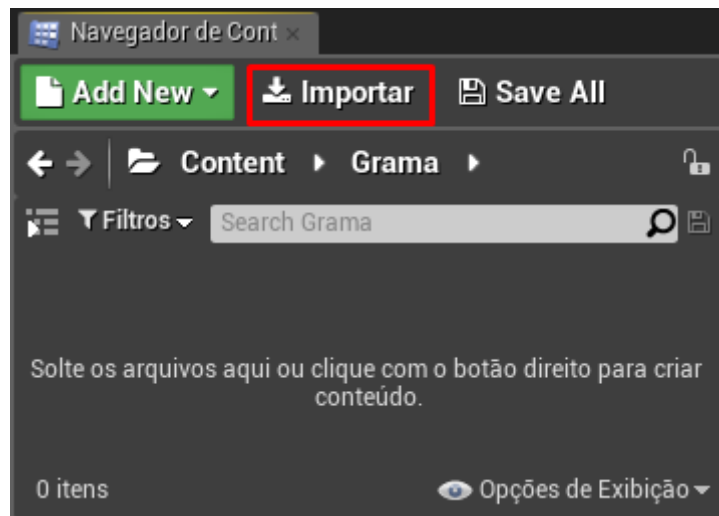 Navegador de Cont
Add New Importar Save All
Content Grama
Filtros Search Grama
Solte os arquivos aqui ou clique com o botão direito para criar
conteúdo.
0 itens Opções de Exibição